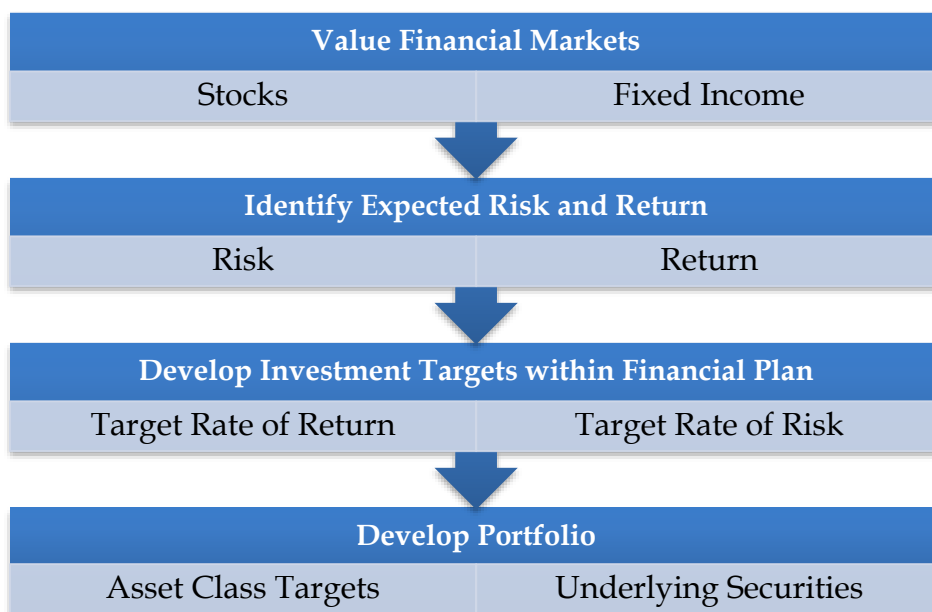 Value Financial Markets
Stocks Fixed Income
Identify Expected Risk and Return
Risk Return
Develop Investment Targets within Financial Plan
Target Rate of Return Target Rate of Risk
Develop Portfolio
Asset Class Targets Underlying Securities